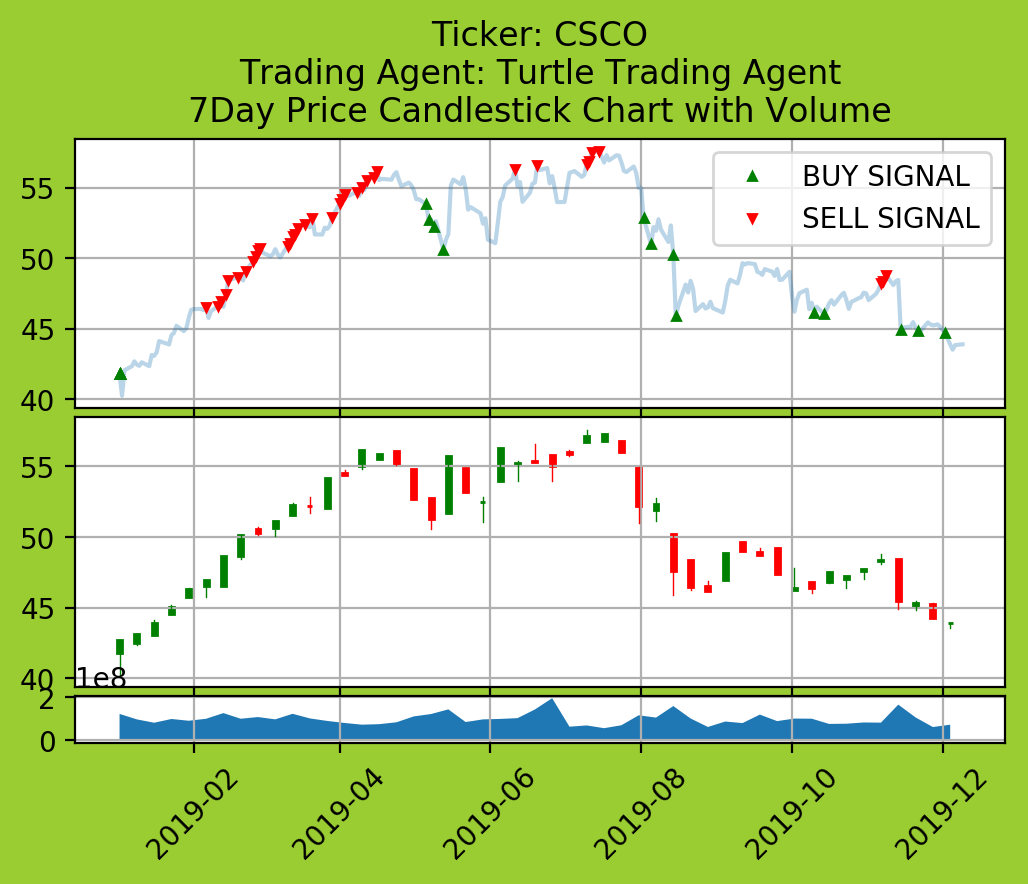 Ticker: CSCO
Trading Agent: Turtle Trading Agent
7Day Price Candlestick Chart with Volume
BUY SIGNAL
SELL SIGNAL
55
50
45
40
55
50
45
40
1e8
2
0
2019-02
2019-04
2019-06
2019-08
2019-10
2019-12